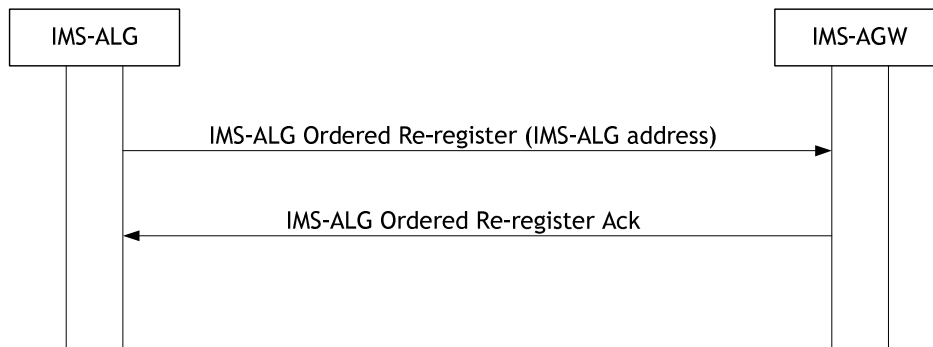 IMS-ALG
IMS-AGW
IMS-ALG Ordered Re-register (IMS-ALG address)
IMS-ALG Ordered Re-register Ack